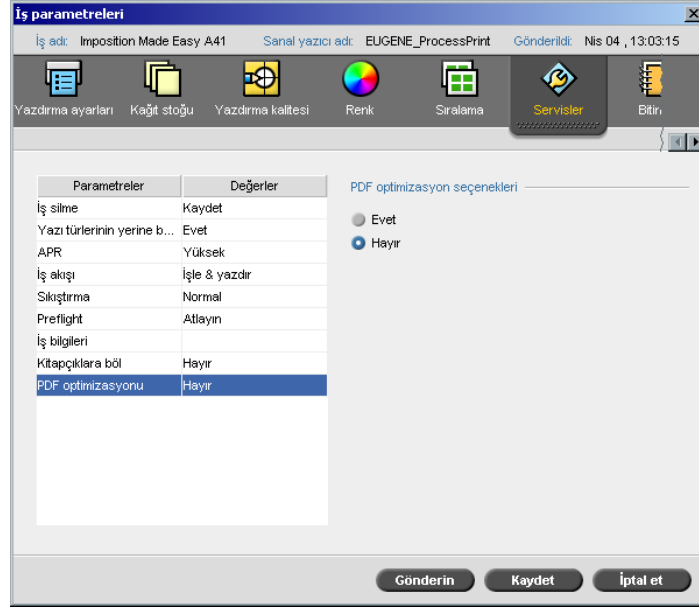 İş parametreleri
İş adı: Imposition Made Easy A41 Sanal yazıcı adı: EUGENE_ProcessPrint Gönderildi: Nis 04 , 13:03:15
Yazdırma ayarları Kağıt stoğu Yazdırma kalitesi Renk Sıralama Servisler Bitirı
Parametreler Değerler
PDF optimizasyon seçenekleri
İş silme Kaydet
Evet
Yazı türlerinin yerine b... Evet
Hayır
APR Yüksek
İş akışı İşle & yazdır
Sıkıştırma Normal
Preflight Atlayın
İş bilgileri
Kitapçıklara böl Hayır
PDF optimizasyonu Hayır
Gönderin Kaydet İptal et